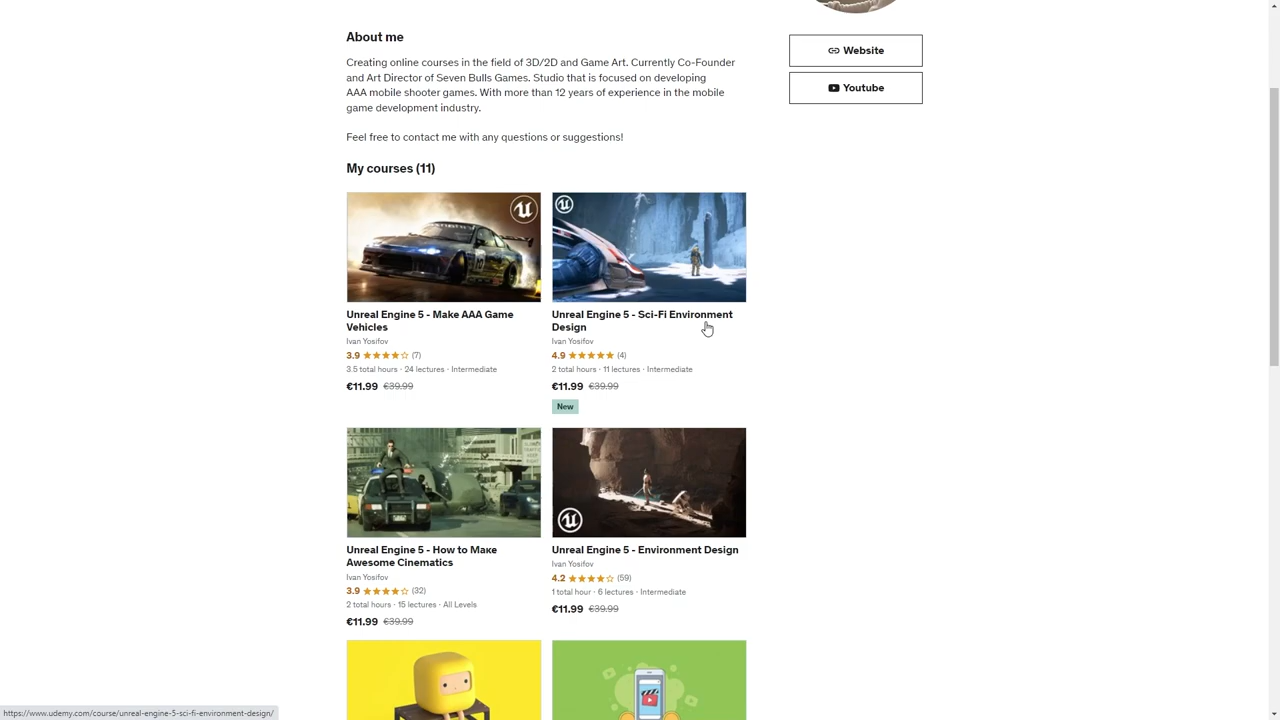 About me
Creating online courses in the field of 3D/2D and Game Art. Currently Co-Founder
and Art Director of Seven Bulls Games. Studio that is focused on developing
AAA mobile shooter games. With more than 12 years of experience in the mobile
game development industry.
Feel free to contact me with any questions or suggestions!
Website
Youtube
My courses (11)
Unreal Engine 5 - Make AAA Game
Vehicles
Ivan Yosifov
3.9 (7)
3.5 total hours · 24 lectures · Intermediate
€11.99 €39.99
Unreal Engine 5 - Sci-Fi Environment
Design
Ivan Yosifov
4.9 (4)
2 total hours · 11 lectures · Intermediate
€11.99 €39.99
New
Unreal Engine 5 - How to Maкe
Awesome Cinematics
Ivan Yosifov
3.9 (32)
2 total hours · 15 lectures · All Levels
€11.99 €39.99
Unreal Engine 5 - Environment Design
Ivan Yosifov
4.2 (59)
1 total hour · 6 lectures · Intermediate
€11.99 €39.99
https://www.udemy.com/course/unreal-engine-5-sci-fi-environment-design/